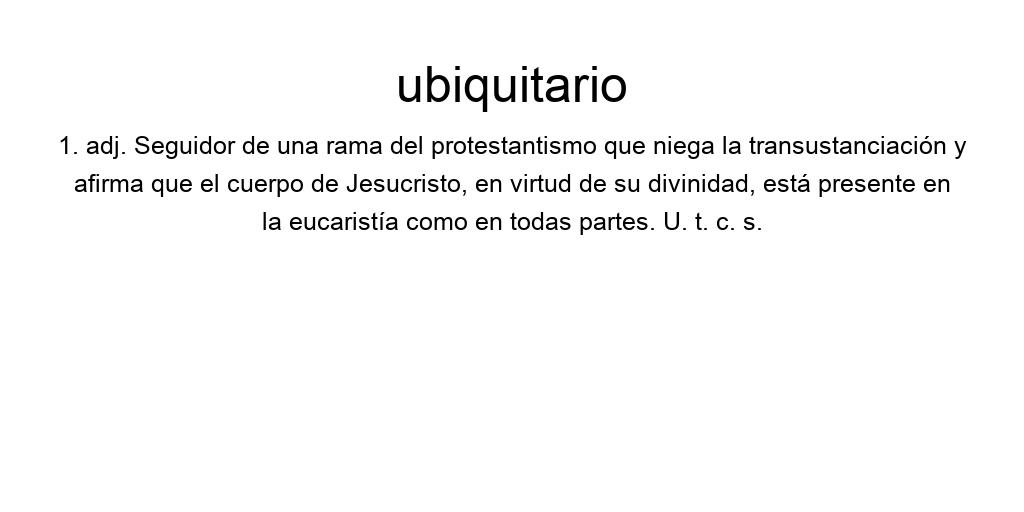 ubiquitario
1. adj. Seguidor de una rama del protestantismo que niega la transustanciación y
afirma que el cuerpo de Jesucristo, en virtud de su divinidad, está presente en
la eucaristía como en todas partes. U. t. c. s.